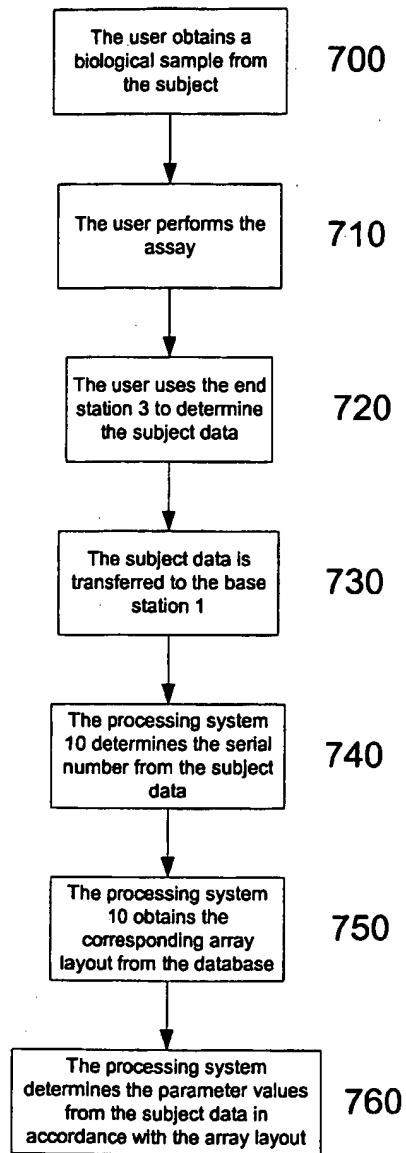 The user obtains a
biological sample from
the subject
700
The user performs the
assay
710
The user uses the end
station 3 to determine
the subject data
720
The subject data is
transferred to the base
station 1
730
The processing system
10 determines the serial
number from the subject
data
740
The processing system
10 obtains the
corresponding array
layout from the database
750
The processing system
determines the parameter values
from the subject data in
accordance with the array layout
760